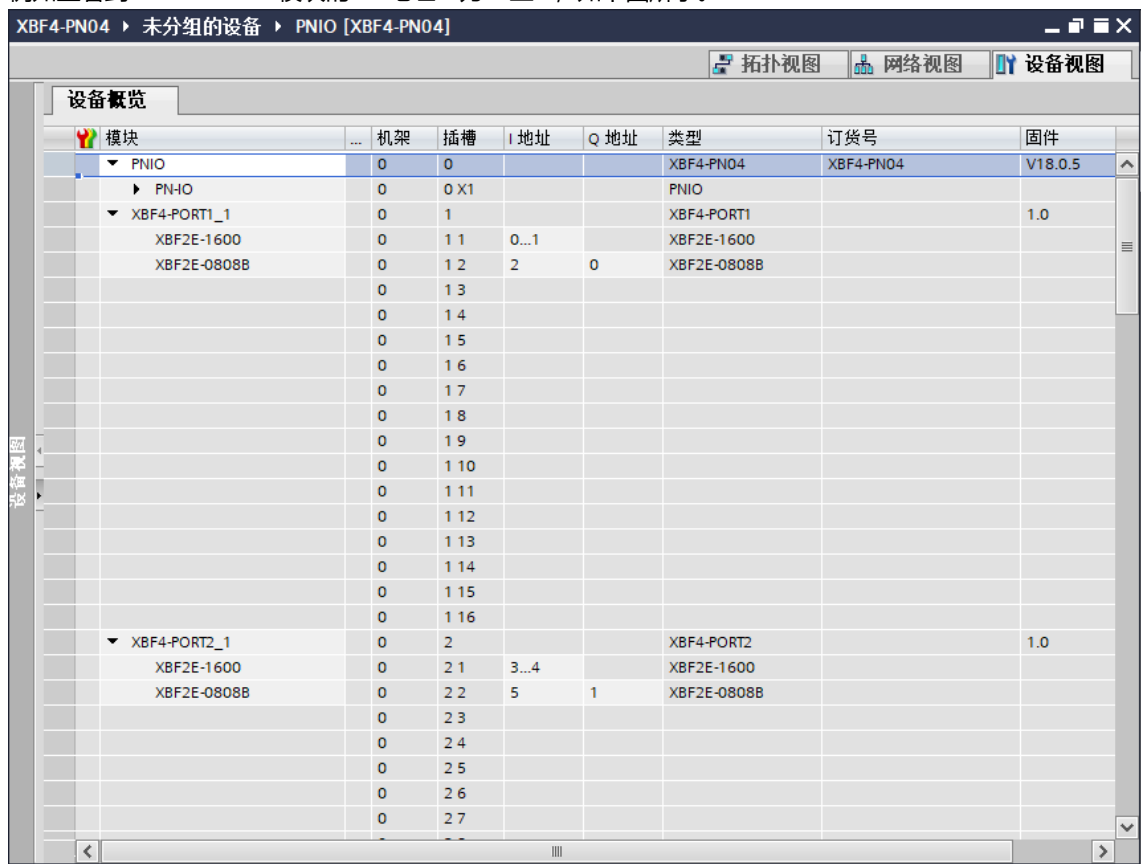 XBF4-PN04 ▸ 未分组的设备 ▸ PNIO [XBF4-PN04]
拓扑视图 网络视图 设备视图
设备概览
模块 ... 机架 插槽 I 地址 Q 地址 类型 订货号 固件
PNIO 0 0 XBF4-PN04 XBF4-PN04 V18.0.5
PN-IO 0 0 X1 PNIO
XBF4-PORT1_1 0 1 XBF4-PORT1 1.0
XBF2E-1600 0 1 1 0...1 XBF2E-1600
XBF2E-0808B 0 1 2 2 0 XBF2E-0808B
0 1 3
0 1 4
0 1 5
0 1 6
0 1 7
0 1 8
0 1 9
0 1 10
0 1 11
0 1 12
0 1 13
0 1 14
0 1 15
0 1 16
XBF4-PORT2_1 0 2 XBF4-PORT2 1.0
XBF2E-1600 0 2 1 3...4 XBF2E-1600
XBF2E-0808B 0 2 2 5 1 XBF2E-0808B
0 2 3
0 2 4
0 2 5
0 2 6
0 2 7
设备视图